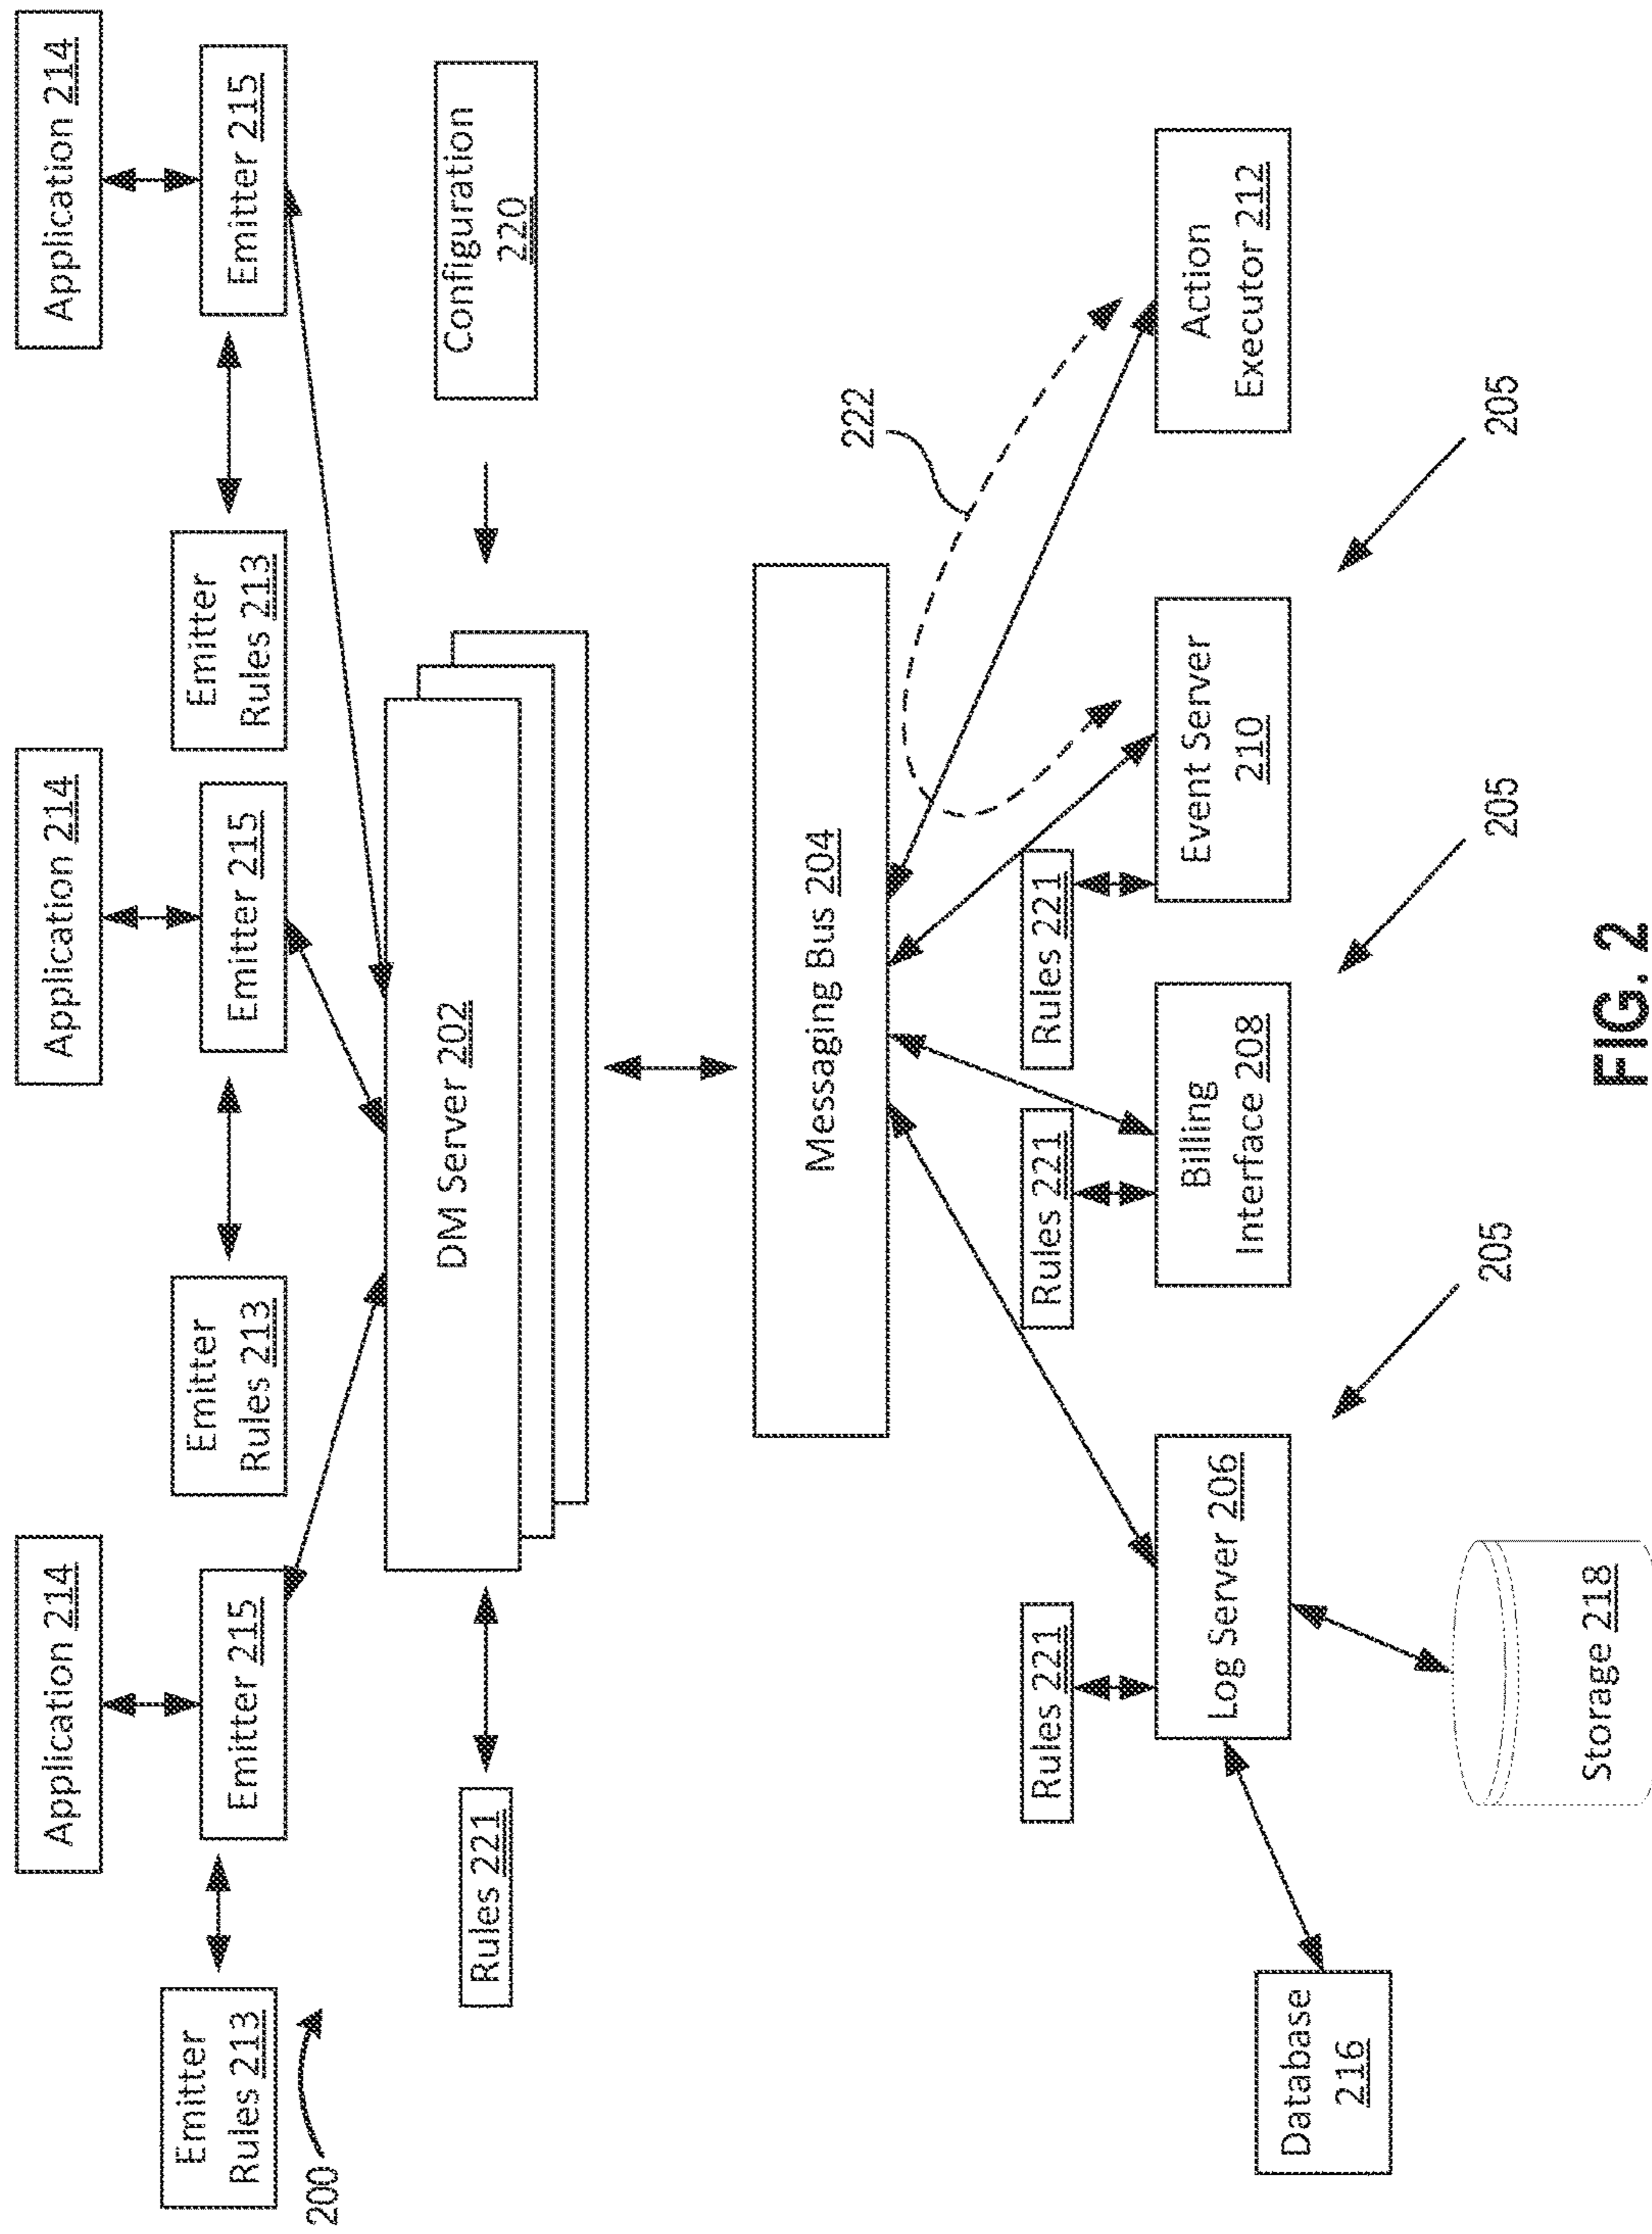 Application 214
Application 214
Application 214
Emitter
Rules 213
Emitter 215
Emitter
Rules 213
Emitter 215
Emitter
Rules 213
Emitter 215
200
Rules 221
DM Server 202
Configuration
220
Messaging Bus 204
222
Rules 221
Rules 221
Rules 221
Log Server 206
Billing
Interface 208
Event Server
210
Action
Executor 212
Database
216
205
205
205
Storage 218
FIG. 2